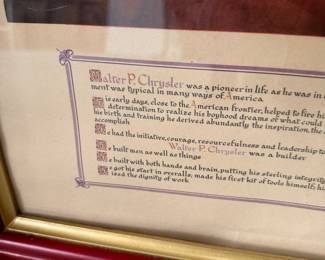 Walter P. Chrysler was a pioneer in life as he was in
ment was typical in many ways of America
His early days, close to the American frontier, helped to fire hi
determination to realize his boyhood dreams of what could
his birth and training he derived abundantly the inspiration, the
accomplish
He had the initiative, courage, resourcefulness and leadership to
Walter P. Chrysler was a builder
He built men as well as things
He built with both hands and brain, putting his sterling integrit
He got his start in overalls, made his first kit of tools himself; h
the dignity of work